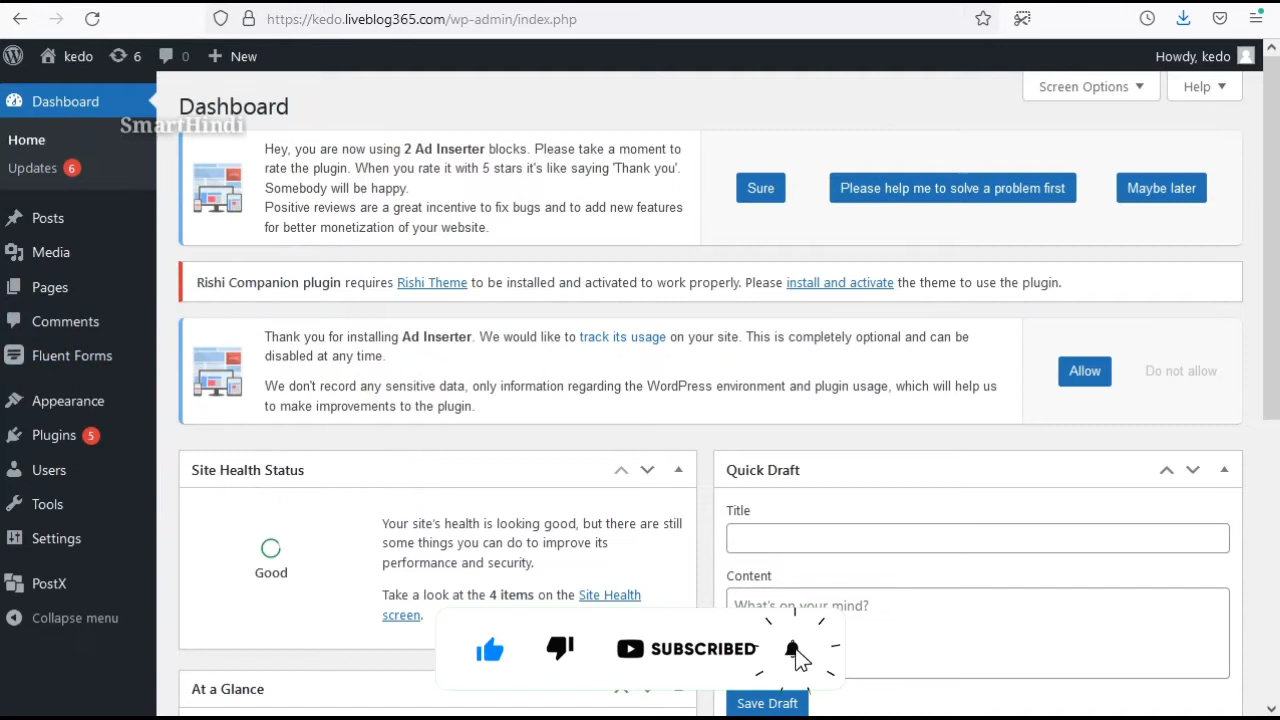 https://kedo.liveblog365.com/wp-admin/index.php
kedo 6 0 New Howdy, kedo
Dashboard
Home
Updates 6
Posts
Media
Pages
Comments
Fluent Forms
Appearance
Plugins 5
Users
Tools
Settings
PostX
Collapse menu
Screen Options Help
Dashboard
SmartHindi
Hey, you are now using 2 Ad Inserter blocks. Please take a moment to
rate the plugin. When you rate it with 5 stars it's like saying 'Thank you'.
Somebody will be happy.
Positive reviews are a great incentive to fix bugs and to add new features
for better monetization of your website.
Sure Please help me to solve a problem first Maybe later
Rishi Companion plugin requires Rishi Theme to be installed and activated to work properly. Please install and activate the theme to use the plugin.
Thank you for installing Ad Inserter. We would like to track its usage on your site. This is completely optional and can be
disabled at any time.
We don't record any sensitive data, only information regarding the WordPress environment and plugin usage, which will help us
to make improvements to the plugin.
Allow Do not allow
Site Health Status
Good
Your site's health is looking good, but there are still
some things you can do to improve its
performance and security.
Take a look at the 4 items on the Site Health
screen.
At a Glance
Quick Draft
Title
Content
What's on your mind?
Save Draft
SUBSCRIBED